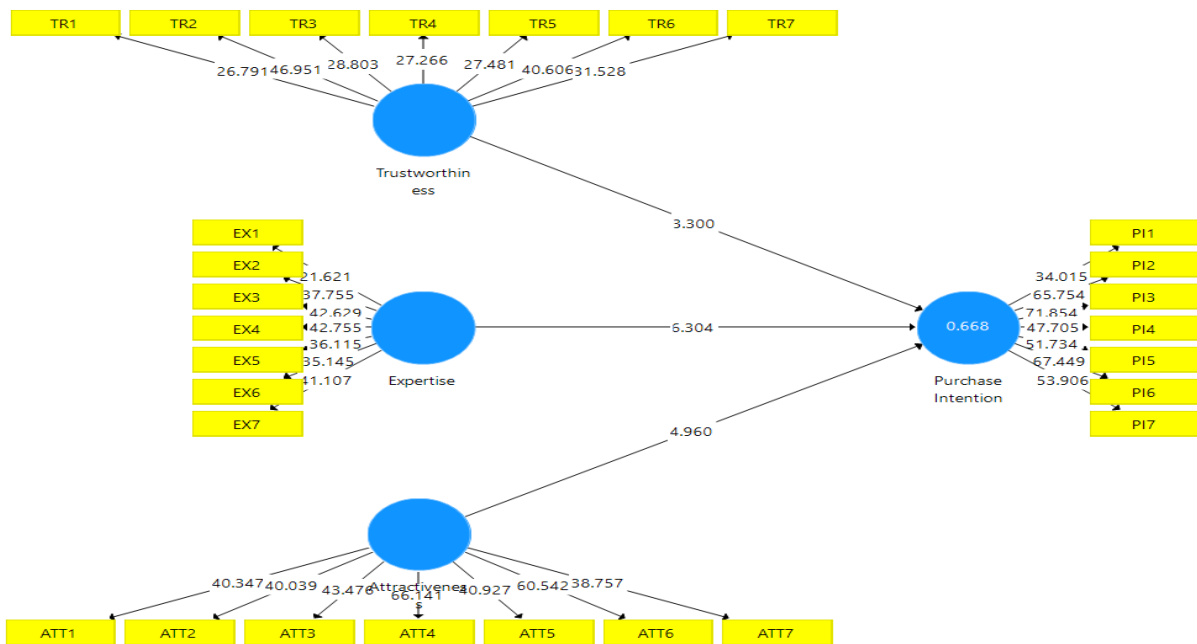 TR1 TR2 TR3 TR4 TR5 TR6 TR7
26.791 46.951 28.803 27.266 27.481 40.606 31.528
Trustworthin
ess
3.300
EX1
EX2
EX3
EX4
EX5
EX6
EX7
21.621
37.755
42.629
42.755
36.115
35.145
41.107
Expertise
6.304
0.668
Purchase
Intention
34.015
65.754
71.854
47.705
51.734
67.449
53.906
PI1
PI2
PI3
PI4
PI5
PI6
PI7
4.960
Attractivenes
s
40.347 40.039 43.476 66.141 40.927 60.542 38.757
ATT1 ATT2 ATT3 ATT4 ATT5 ATT6 ATT7